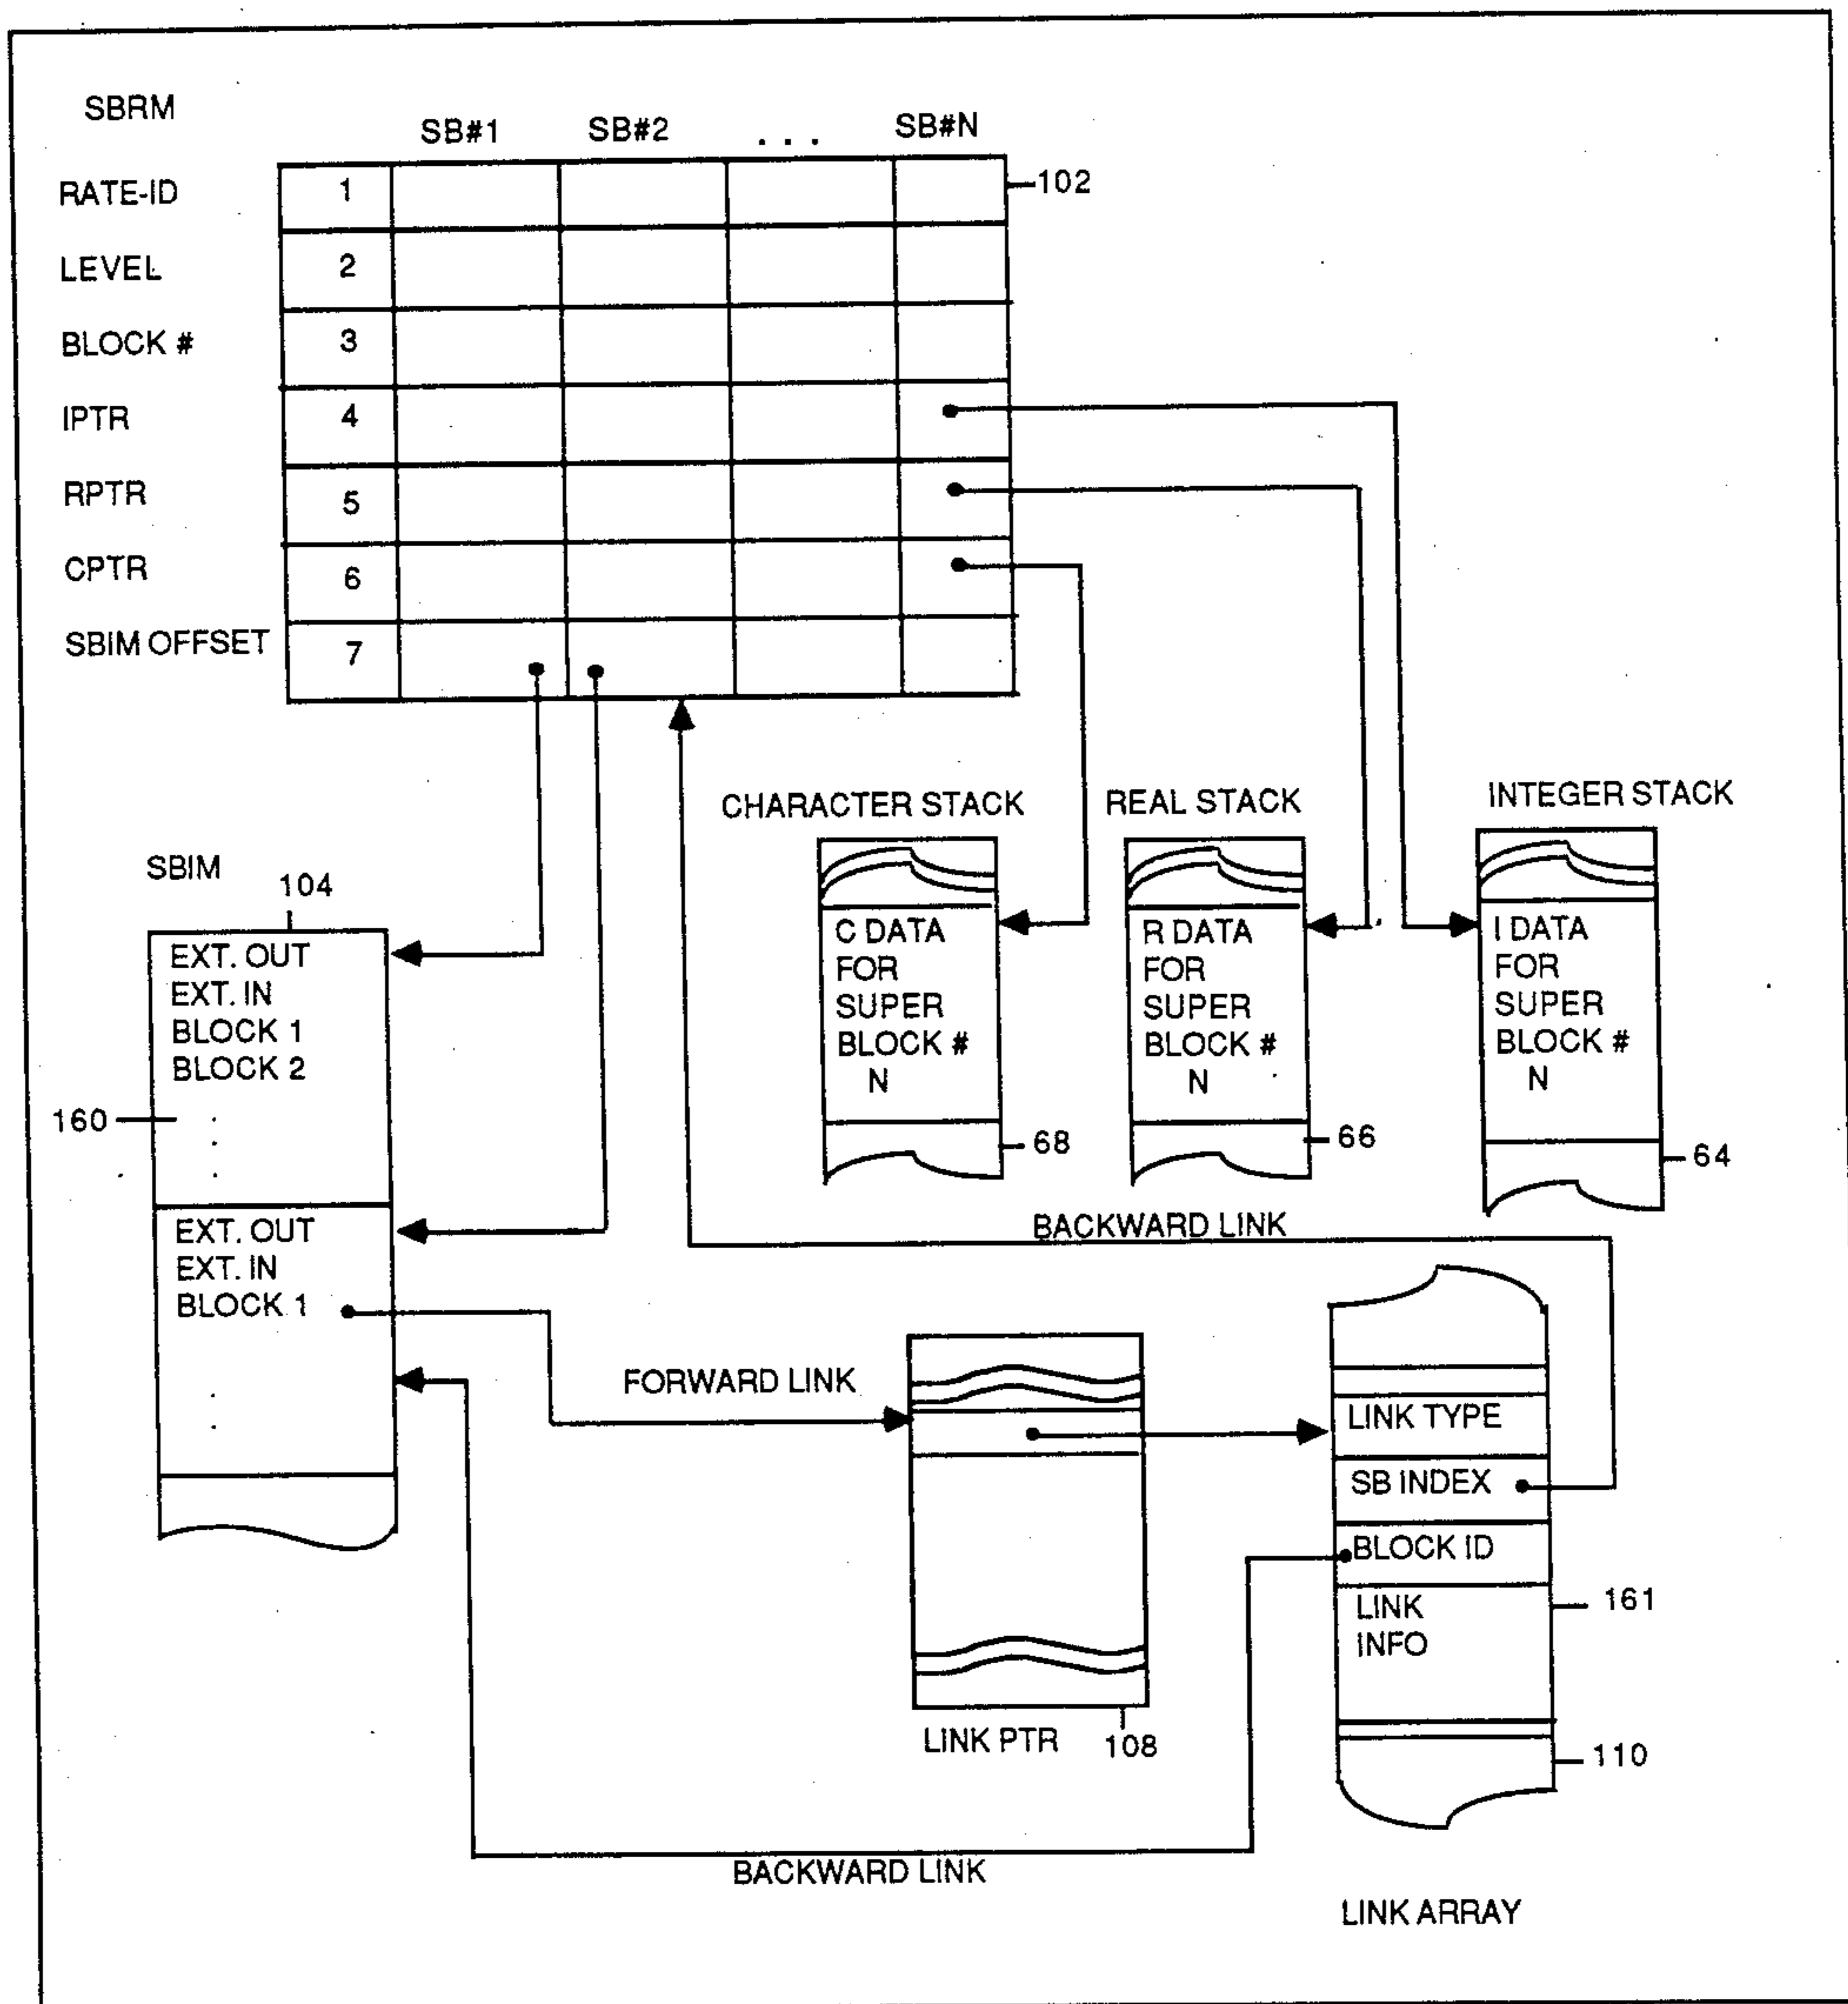 SBRM
SB#1 SB#2 . . . SB#N
RATE-ID 1 102
LEVEL 2
BLOCK # 3
IPTR 4
RPTR 5
CPTR 6
SBIM OFFSET 7
CHARACTER STACK REAL STACK INTEGER STACK
SBIM
104
EXT. OUT
EXT. IN
BLOCK 1
BLOCK 2
160
C DATA
FOR
SUPER
BLOCK #
N
68
R DATA
FOR
SUPER
BLOCK #
N
66
I DATA
FOR
SUPER
BLOCK #
N
64
BACKWARD LINK
EXT. OUT
EXT. IN
BLOCK 1
FORWARD LINK
LINK TYPE
SB INDEX
BLOCK ID
LINK
INFO
161
LINK PTR 108
110
BACKWARD LINK
LINK ARRAY